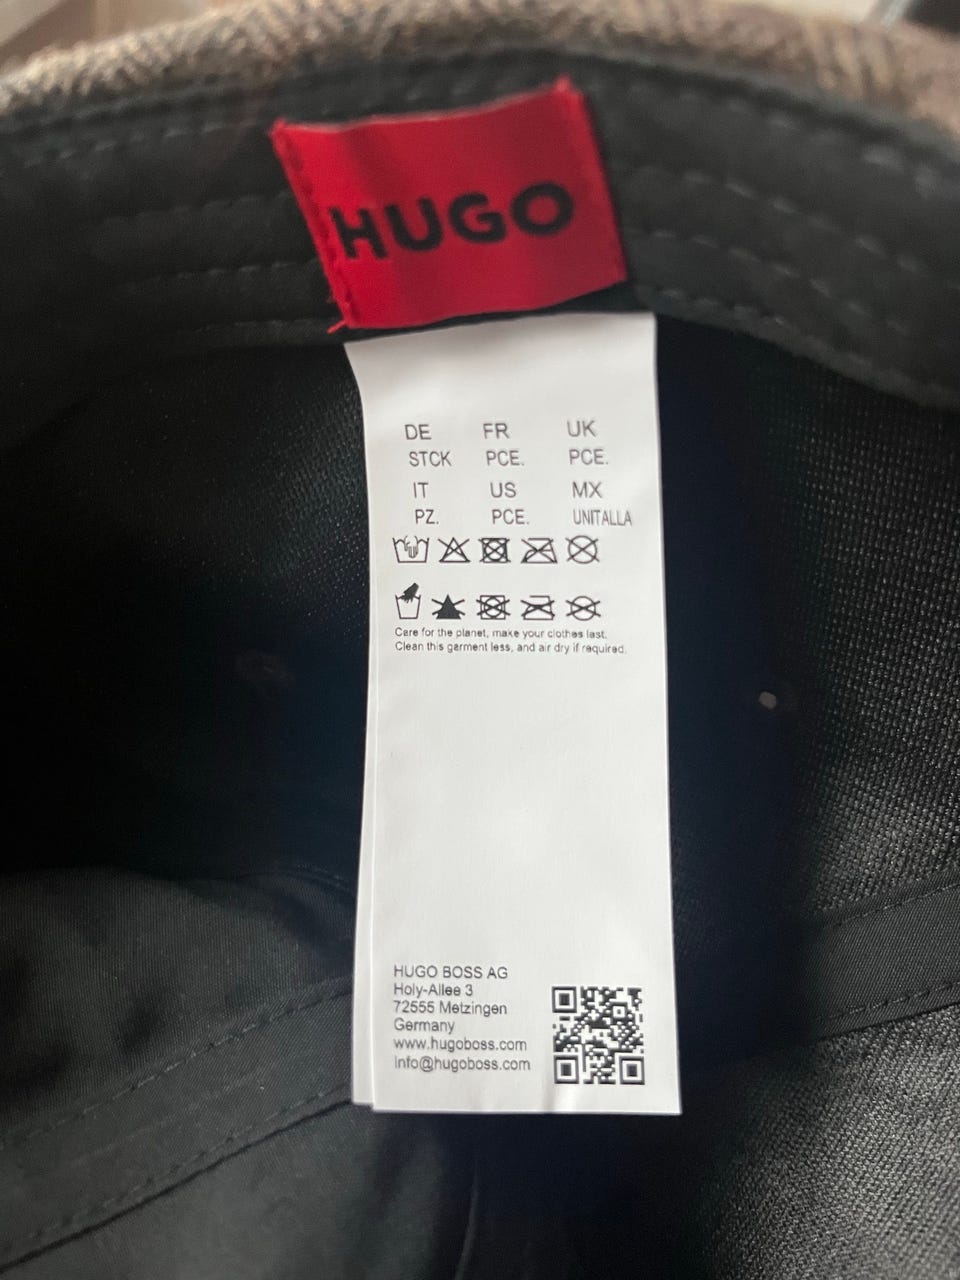 HUGO
DE FR UK
STCK PCE. PCE.
IT US MX
PZ. PCE. UNITALLA
Care for the planet, make your clothes last.
Clean this garment less, and air dry if required.
HUGO BOSS AG
Holy-Allee 3
72555 Metzingen
Germany
www.hugoboss.com
info@hugoboss.com